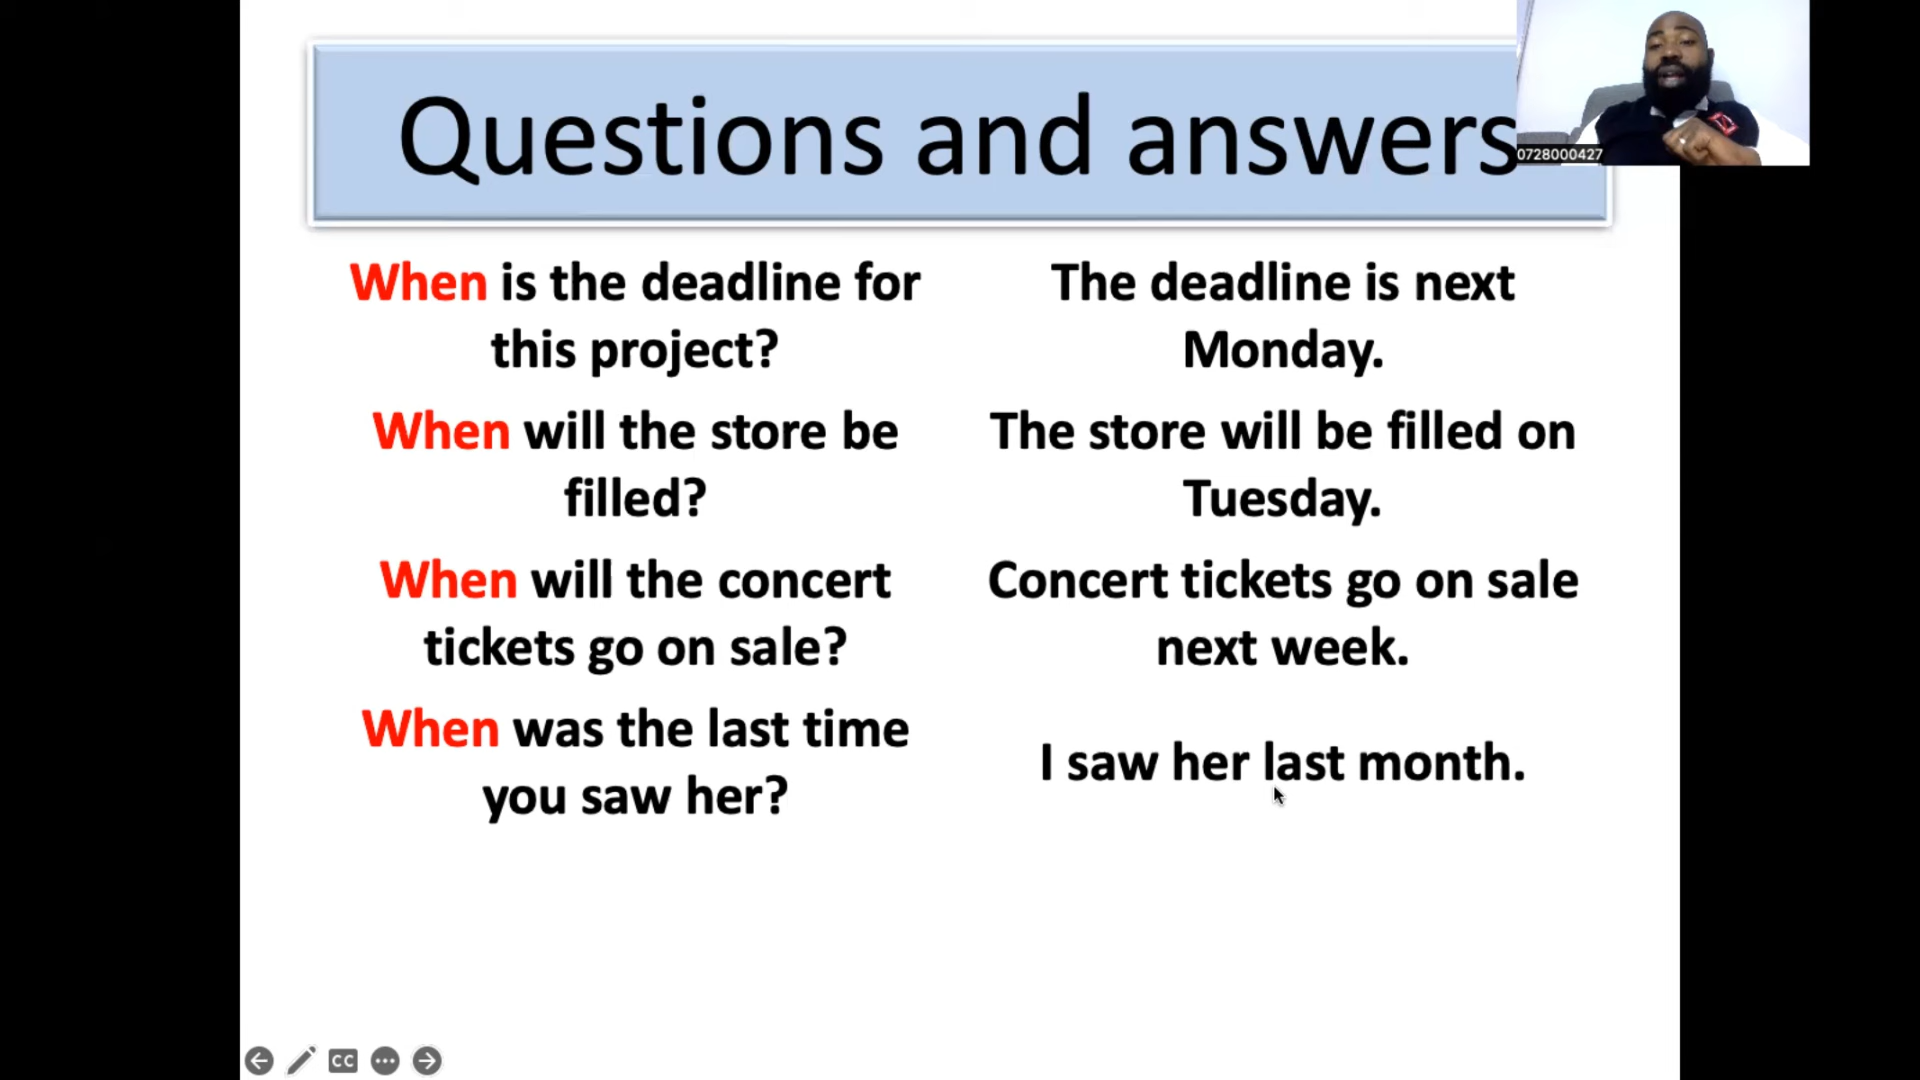 Questions and answers
0728000427
When is the deadline for
this project?
The deadline is next
Monday.
When will the store be
filled?
The store will be filled on
Tuesday.
When will the concert
tickets go on sale?
Concert tickets go on sale
next week.
When was the last time
you saw her?
I saw her last month.
CC